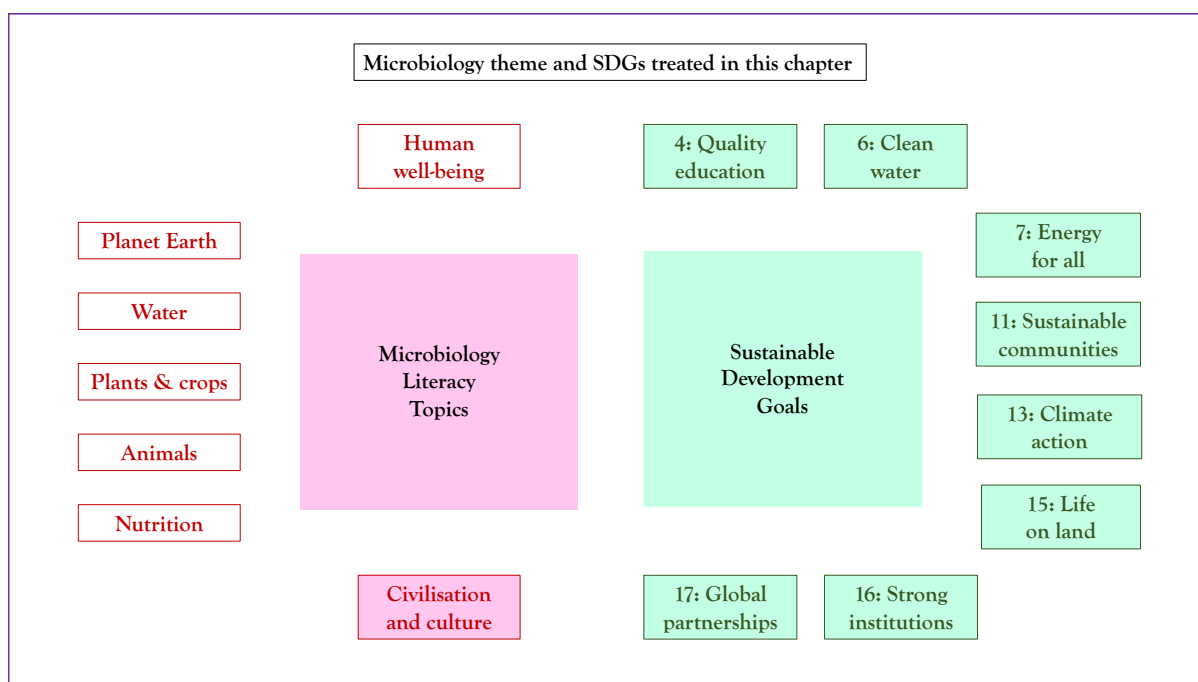 Microbiology theme and SDGs treated in this chapter
Human
well-being
4: Quality
education
6: Clean
water
Planet Earth
Water
Plants & crops
Animals
Nutrition
Microbiology
Literacy
Topics
Sustainable
Development
Goals
7: Energy
for all
11: Sustainable
communities
13: Climate
action
15: Life
on land
Civilisation
and culture
17: Global
partnerships
16: Strong
institutions